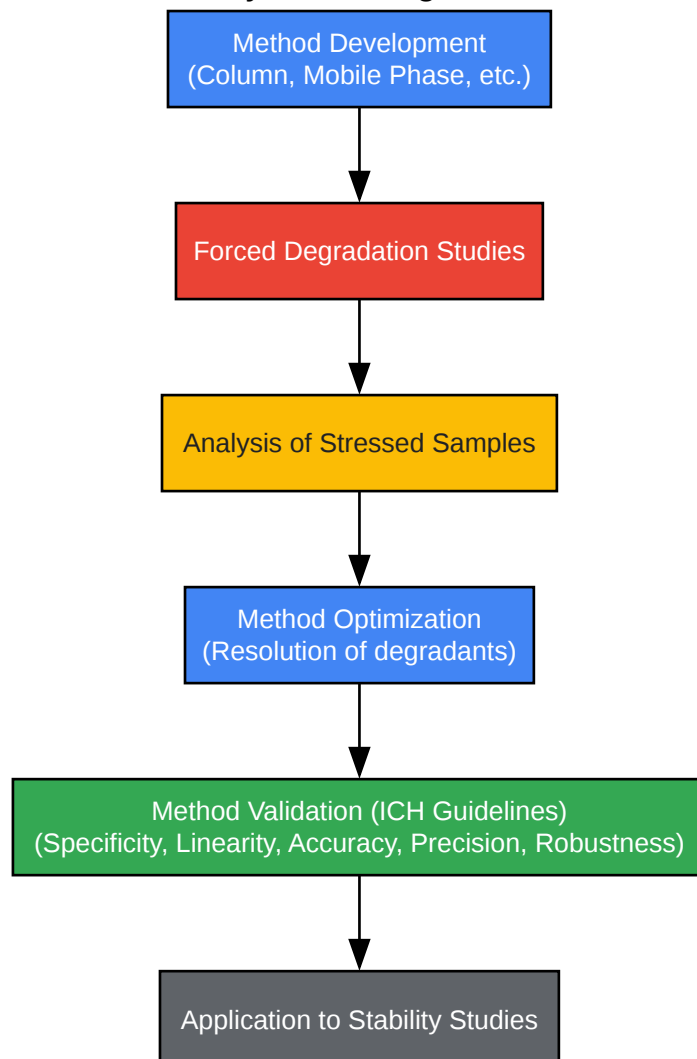 Method Development
(Column, Mobile Phase, etc.)
Forced Degradation Studies
Analysis of Stressed Samples
Method Optimization
(Resolution of degradants)
Method Validation (ICH Guidelines)
(Specificity, Linearity, Accuracy, Precision, Robustness)
Application to Stability Studies